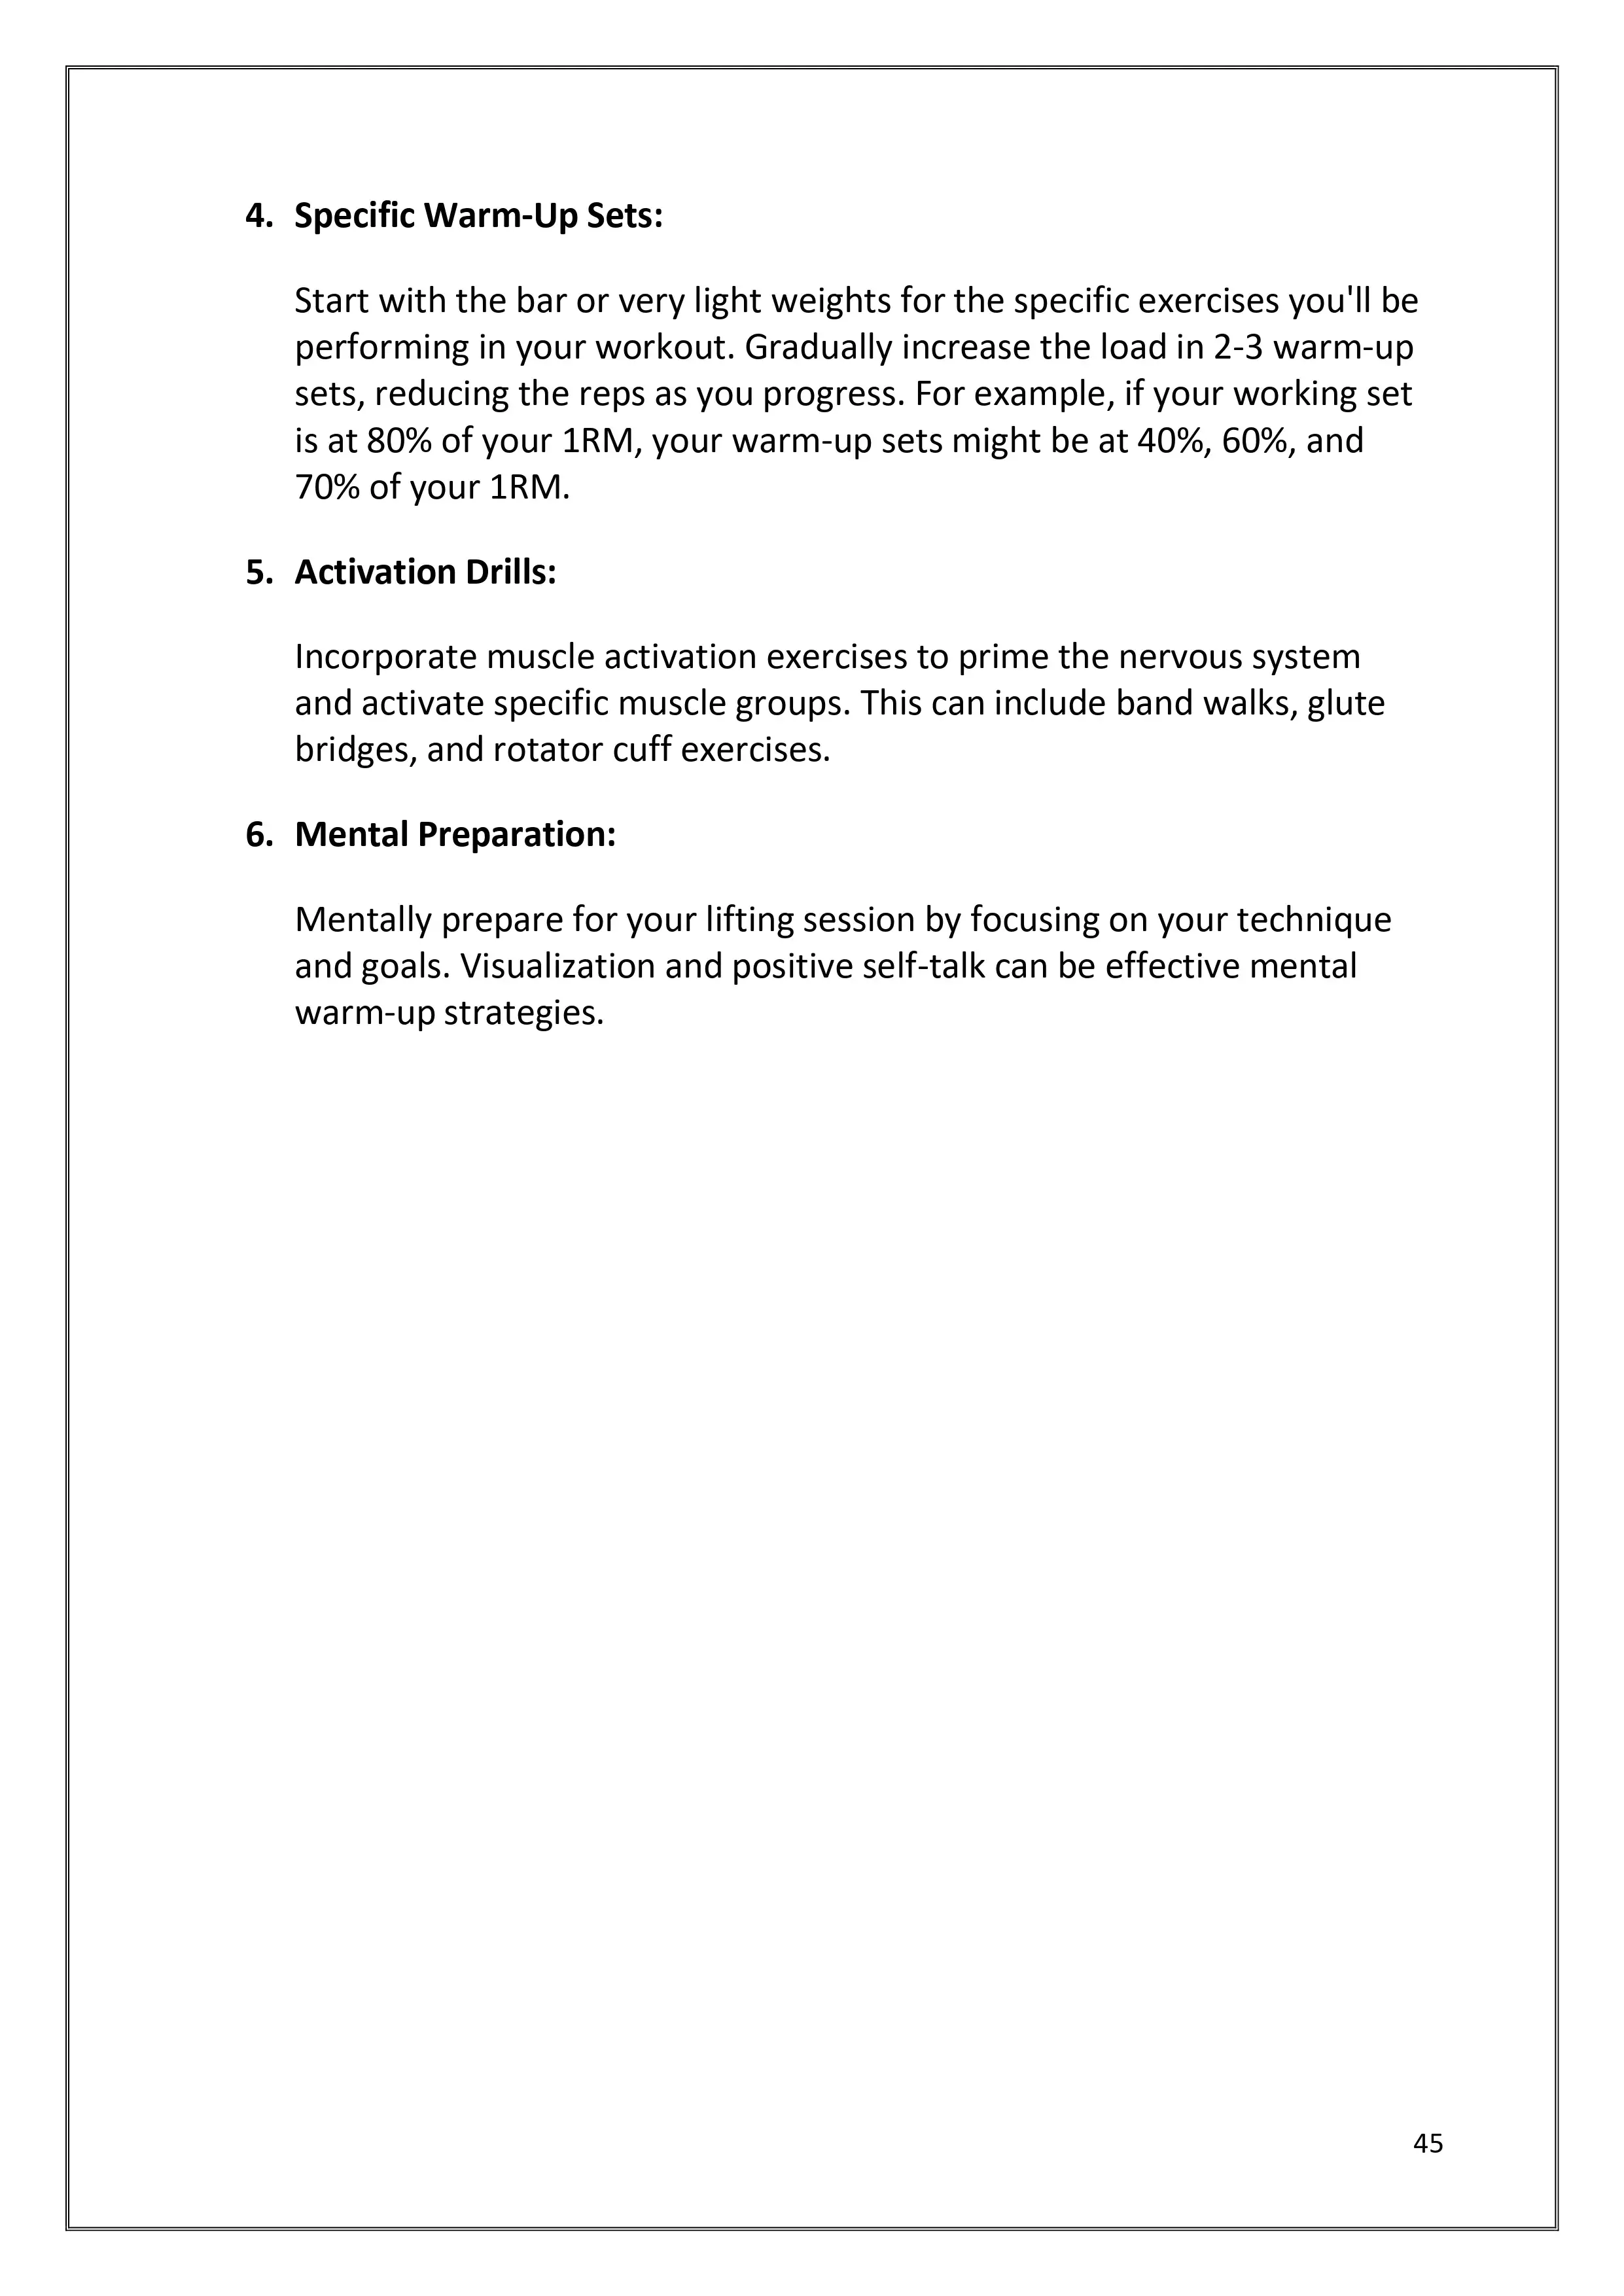 4. Specific Warm-Up Sets:
Start with the bar or very light weights for the specific exercises you'll be
performing in your workout. Gradually increase the load in 2-3 warm-up
sets, reducing the reps as you progress. For example, if your working set
is at 80% of your 1RM, your warm-up sets might be at 40%, 60%, and
70% of your 1RM.
5. Activation Drills:
Incorporate muscle activation exercises to prime the nervous system
and activate specific muscle groups. This can include band walks, glute
bridges, and rotator cuff exercises.
6. Mental Preparation:
Mentally prepare for your lifting session by focusing on your technique
and goals. Visualization and positive self-talk can be effective mental
warm-up strategies.
45